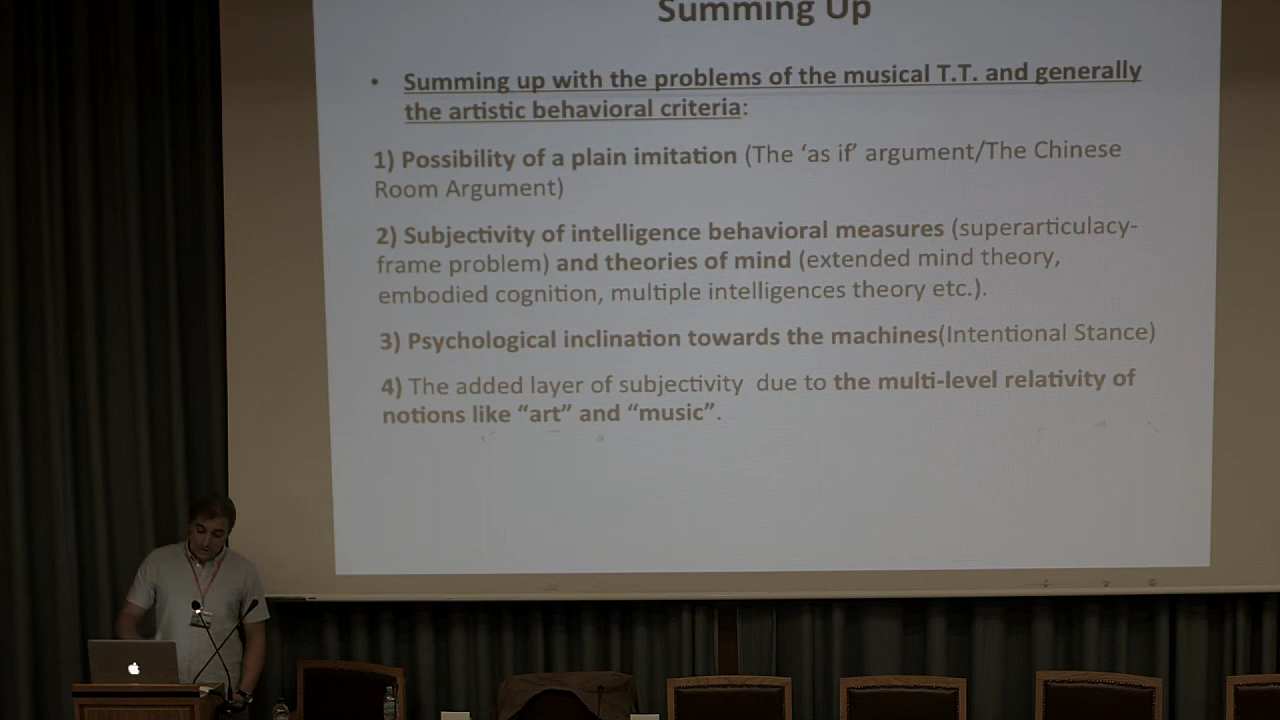 Summing Up
• Summing up with the problems of the musical T.T. and generally
the artistic behavioral criteria:
1) Possibility of a plain imitation (The ‘as if’ argument/The Chinese
Room Argument)
2) Subjectivity of intelligence behavioral measures (superarticulacy-
frame problem) and theories of mind (extended mind theory,
embodied cognition, multiple intelligences theory etc.).
3) Psychological inclination towards the machines(Intentional Stance)
4) The added layer of subjectivity  due to the multi-level relativity of
notions like “art” and “music”.